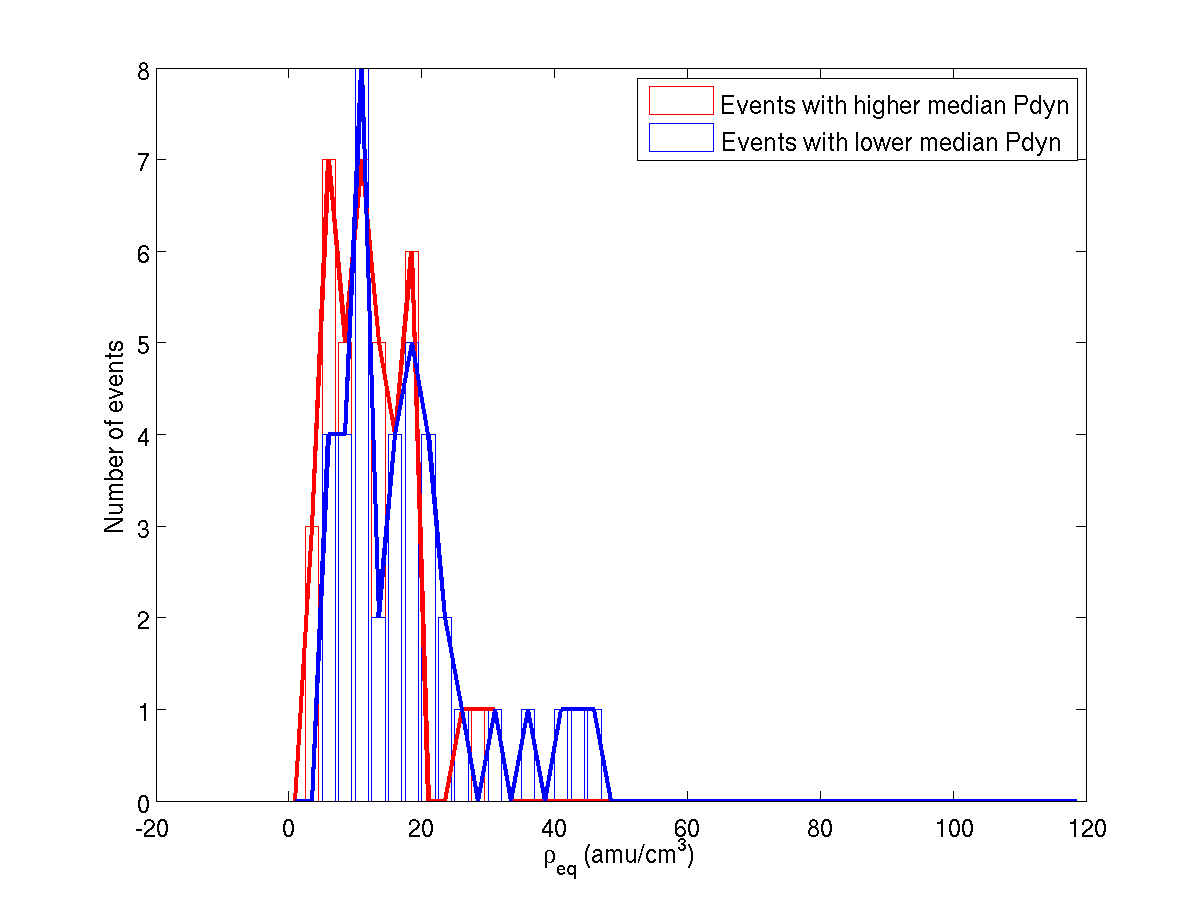 8
7
6
5
4
3
2
1
0
Number of events
Events with higher median Pdyn
Events with lower median Pdyn
-20 0 20 40 60 80 100 120
ρeq (amu/cm³)